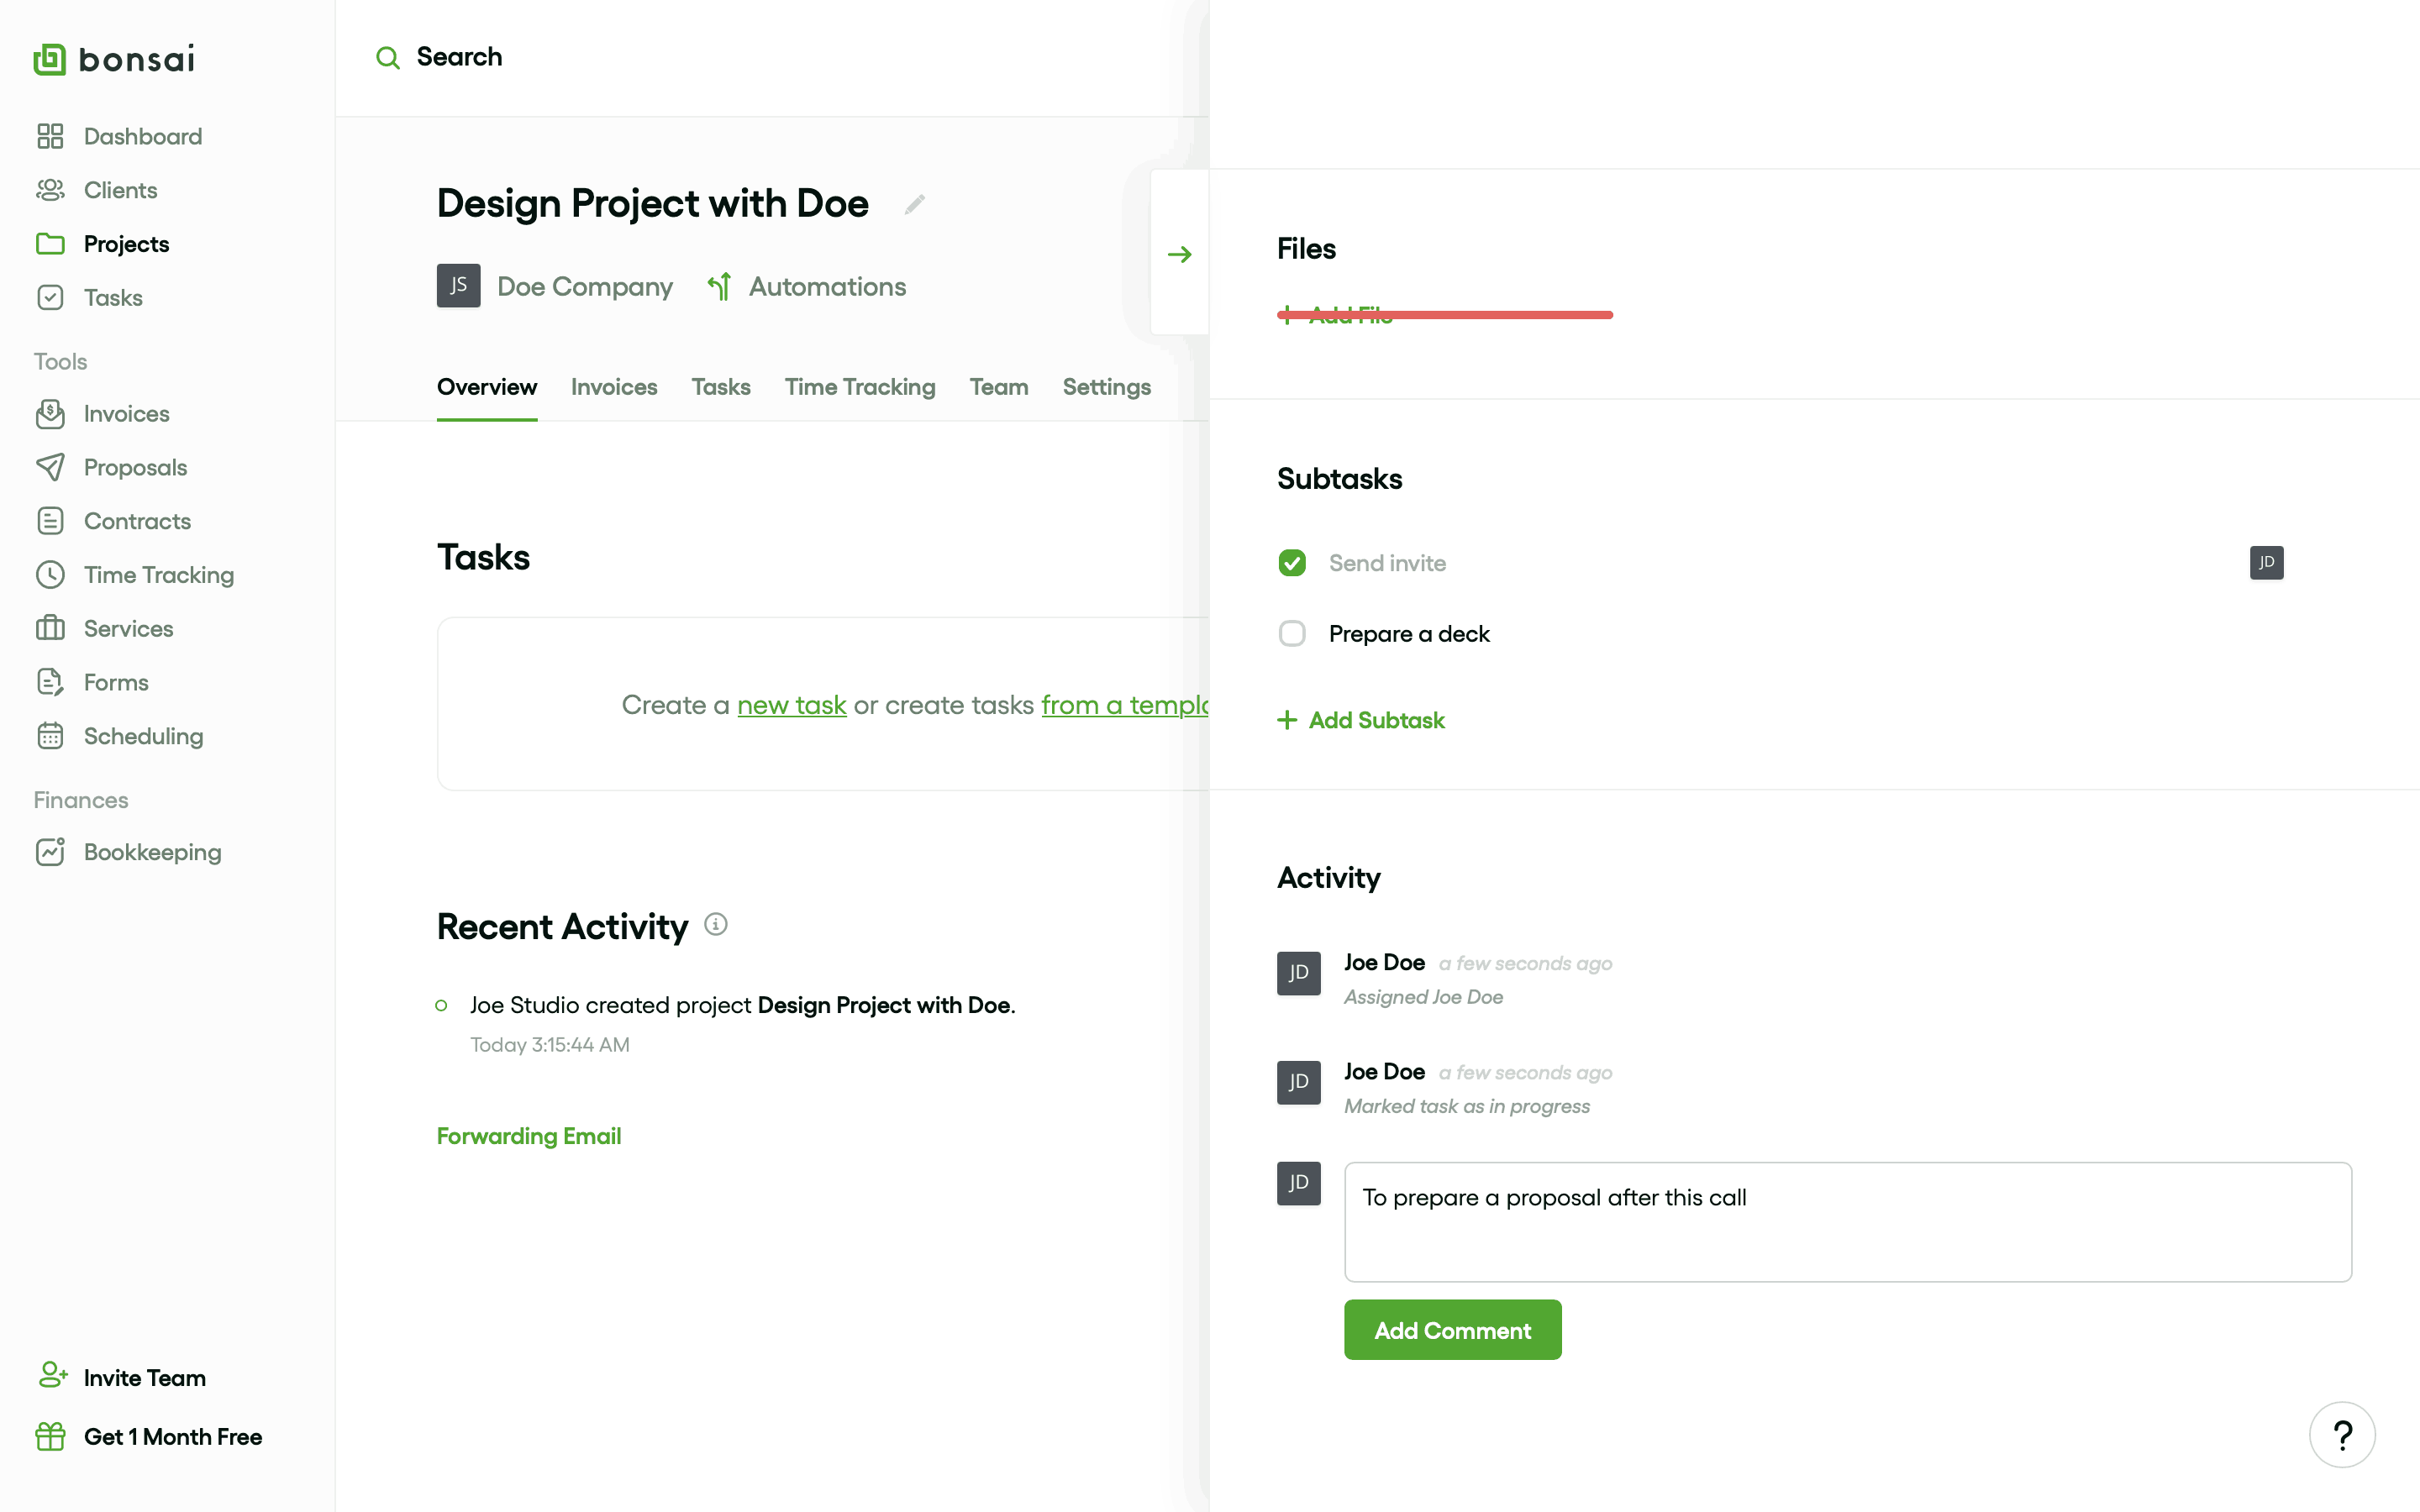 bonsai
Dashboard
Clients
Projects
Tasks
Tools
Invoices
Proposals
Contracts
Time Tracking
Services
Forms
Scheduling
Finances
Bookkeeping
Invite Team
Get 1 Month Free
Search
Design Project with Doe
JS Doe Company Automations
Overview Invoices Tasks Time Tracking Team Settings
Tasks
Create a new task or create tasks from a templ
Recent Activity
Joe Studio created project Design Project with Doe.
Today 3:15:44 AM
Forwarding Email
Files
+ Add File
Subtasks
Send invite JD
Prepare a deck
+ Add Subtask
Activity
JD Joe Doe a few seconds ago
Assigned Joe Doe
JD Joe Doe a few seconds ago
Marked task as in progress
JD To prepare a proposal after this call
Add Comment
?